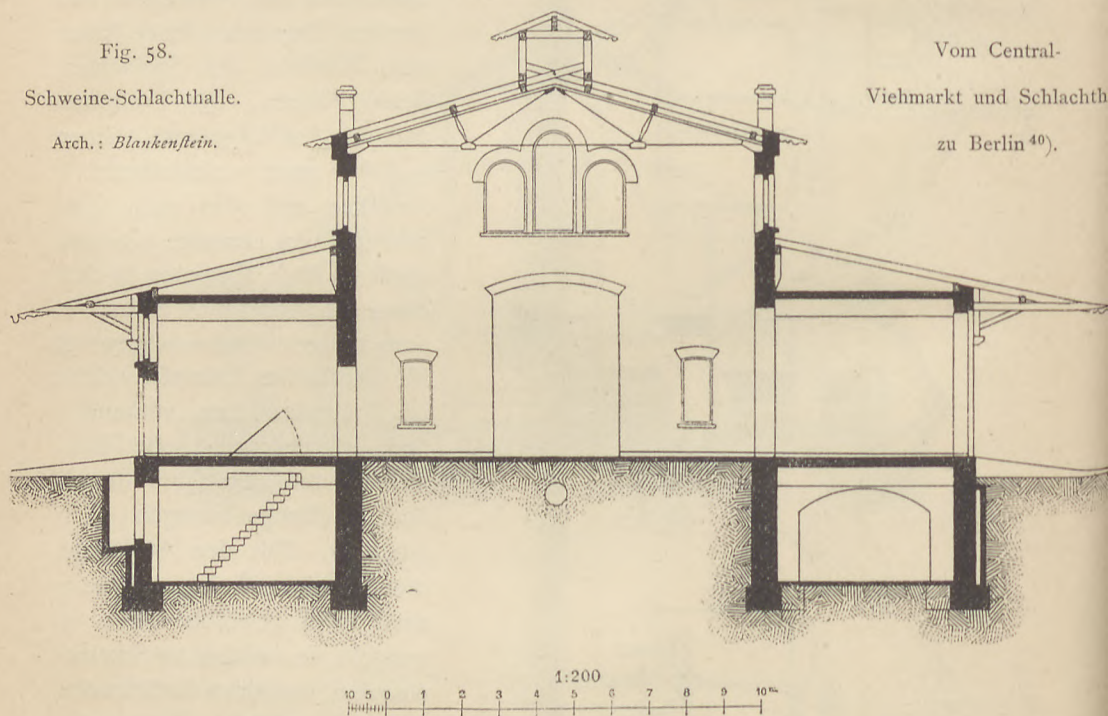 Fig. 58.
Schweine-Schlachthalle.
Arch.: Blankenſtein.
Vom Central-
Viehmarkt und Schlachth
zu Berlin 40).
1:200
10 5 0 1 2 3 4 5 6 7 8 9 10 m.